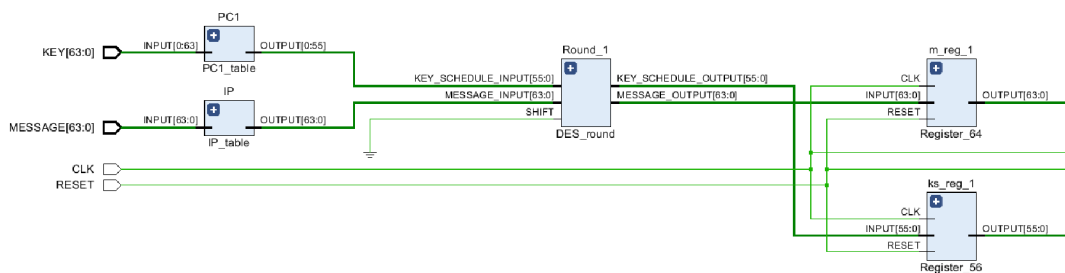 PC1
KEY[63:0]
INPUT[0:63]
OUTPUT[0:55]
PC1_table
IP
MESSAGE[63:0]
INPUT[63:0]
OUTPUT[63:0]
IP_table
CLK
RESET
Round_1
KEY_SCHEDULE_INPUT[55:0]
KEY_SCHEDULE_OUTPUT[55:0]
MESSAGE_INPUT[63:0]
MESSAGE_OUTPUT[63:0]
SHIFT
DES_round
m_reg_1
CLK
INPUT[63:0]
OUTPUT[63:0]
RESET
Register_64
ks_reg_1
CLK
INPUT[55:0]
OUTPUT[55:0]
RESET
Register_56